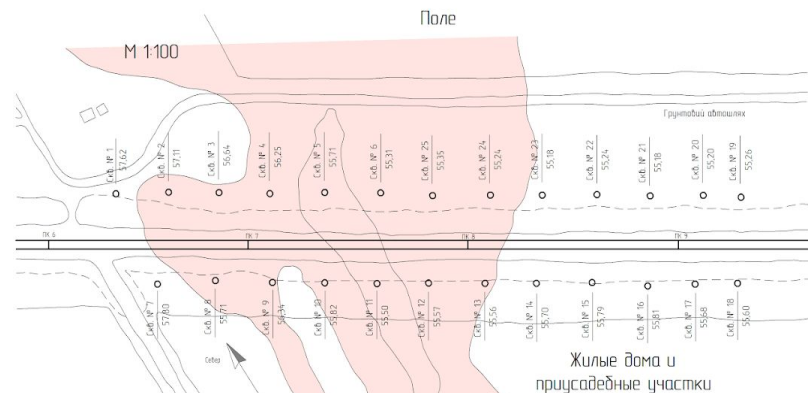 Поле
М 1:100
Грунтовий автошлях
Скв. № 1
57,62
Скв. № 2
57,11
Скв. № 3
56,64
Скв. № 4
56,25
Скв. № 5
55,71
Скв. № 6
55,31
Скв. № 25
55,35
Скв. № 24
55,24
Скв. № 23
55,18
Скв. № 22
55,24
Скв. № 21
55,18
Скв. № 20
55,20
Скв. № 19
55,26
ПК 6
ПК 7
ПК 8
ПК 9
Скв. № 7
57,80
Скв. № 8
55,71
Скв. № 9
56,34
Скв. № 10
55,82
Скв. № 11
55,50
Скв. № 12
55,57
Скв. № 13
55,56
Скв. № 14
55,70
Скв. № 15
55,79
Скв. № 16
55,81
Скв. № 17
55,68
Скв. № 18
55,60
Север
Жилые дома и
приусадебные участки